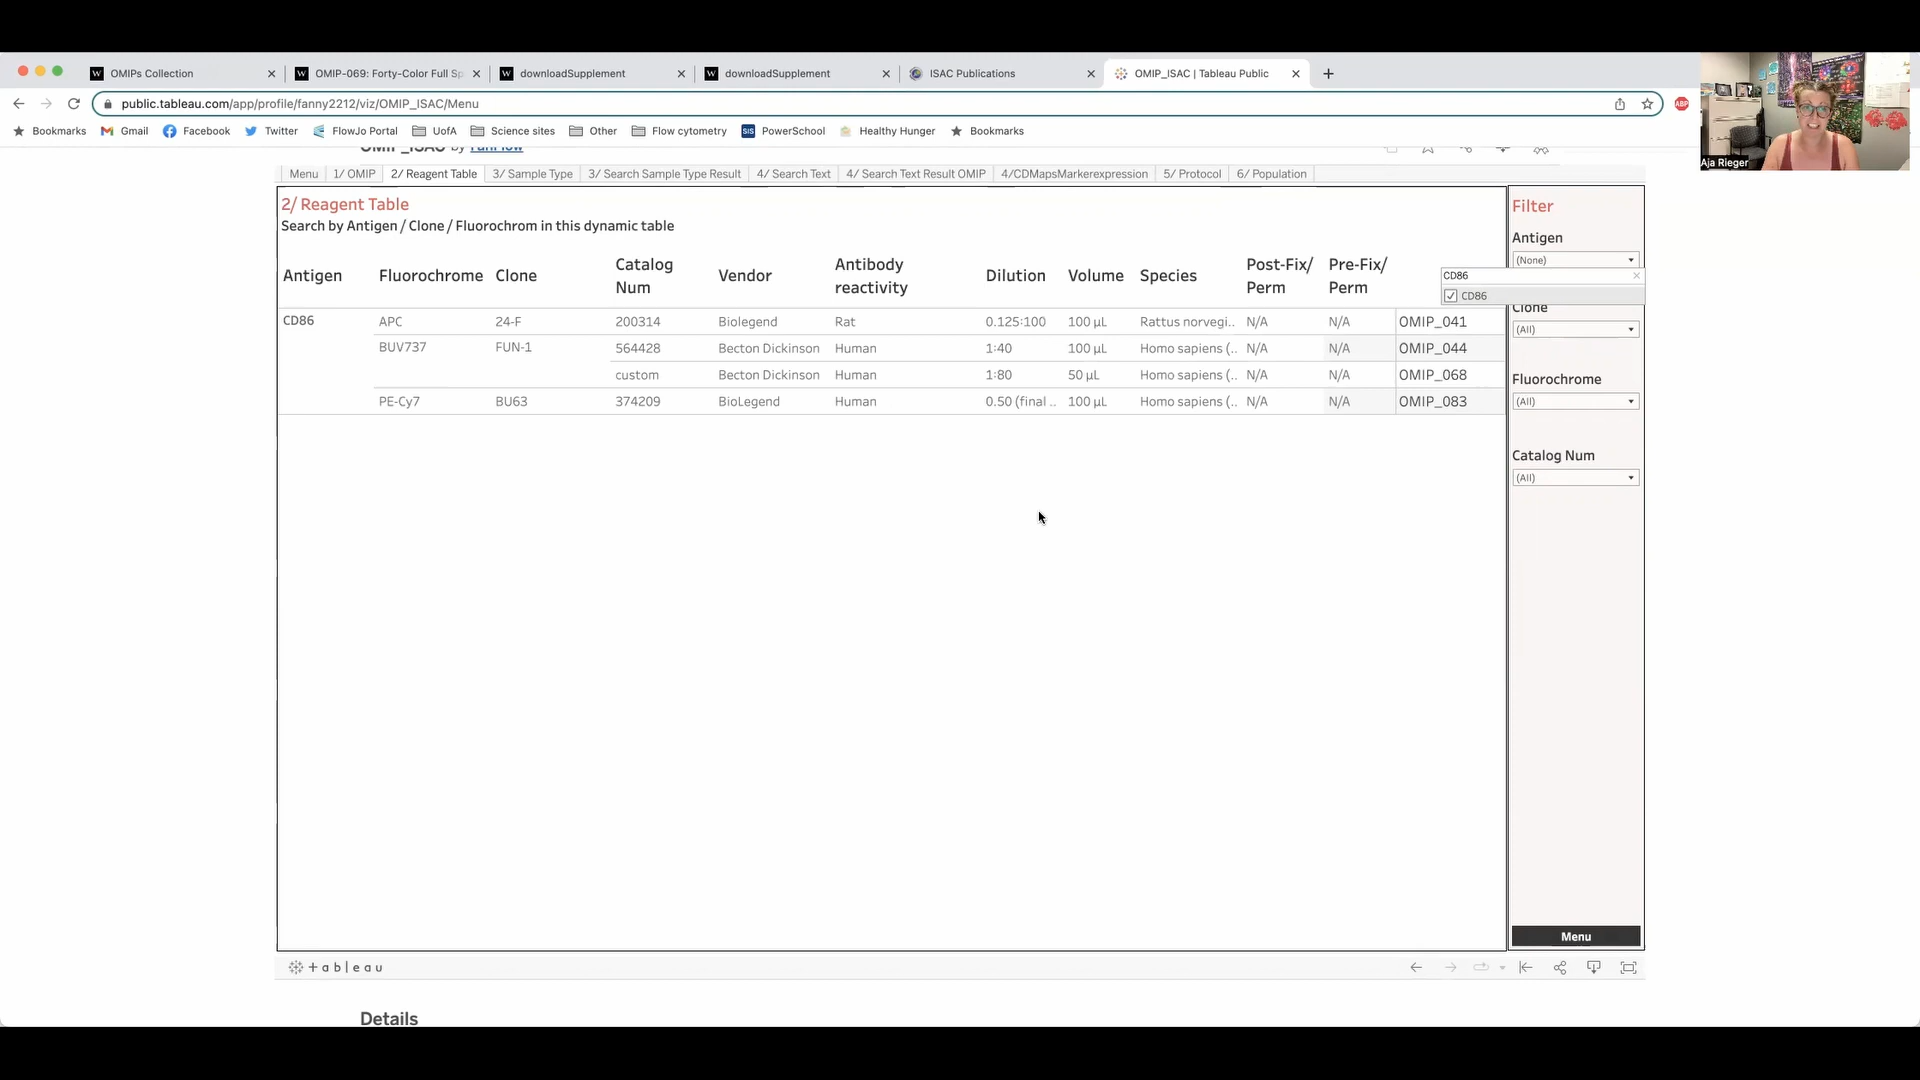 OMIPs Collection
OMIP-069: Forty-Color Full Sp
downloadSupplement
downloadSupplement
ISAC Publications
OMIP_ISAC | Tableau Public
public.tableau.com/app/profile/fanny2212/viz/OMIP_ISAC/Menu
ABP
Bookmarks Gmail Facebook Twitter FlowJo Portal UofA Science sites Other Flow cytometry SIS PowerSchool Healthy Hunger Bookmarks
Aja Rieger
OMIP_ISAC by FunFlow
Menu 1/ OMIP 2/ Reagent Table 3/ Sample Type 3/ Search Sample Type Result 4/ Search Text 4/ Search Text Result OMIP 4/CDMapsMarkerexpression 5/ Protocol 6/ Population
2/ Reagent Table
Search by Antigen / Clone / Fluorochrom in this dynamic table
Antigen Fluorochrome Clone Catalog Num Vendor Antibody reactivity Dilution Volume Species Post-Fix/ Perm Pre-Fix/ Perm
CD86 APC 24-F 200314 Biolegend Rat 0.125:100 100 µL Rattus norvegi.. N/A N/A OMIP_041
BUV737 FUN-1 564428 Becton Dickinson Human 1:40 100 µL Homo sapiens (.. N/A N/A OMIP_044
custom Becton Dickinson Human 1:80 50 µL Homo sapiens (.. N/A N/A OMIP_068
PE-Cy7 BU63 374209 BioLegend Human 0.50 (final .. 100 µL Homo sapiens (.. N/A N/A OMIP_083
Filter
Antigen
(None)
CD86
CD86
Clone
(All)
Fluorochrome
(All)
Catalog Num
(All)
Menu
+ a b l e a u
Details